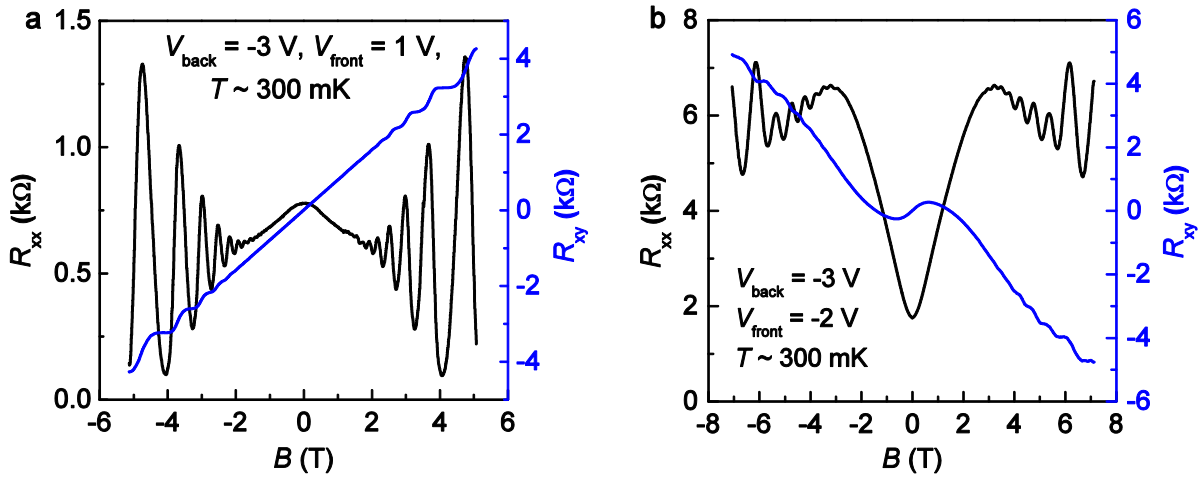 a
V_back = -3 V, V_front = 1 V,
T ~ 300 mK
1.5
1.0
0.5
0.0
R_xx (kΩ)
4
2
0
-2
-4
R_xy (kΩ)
-6 -4 -2 0 2 4 6
B (T)
b
8
6
4
2
0
R_xx (kΩ)
6
4
2
0
-2
-4
-6
R_xy (kΩ)
V_back = -3 V
V_front = -2 V
T ~ 300 mK
-8 -6 -4 -2 0 2 4 6 8
B (T)